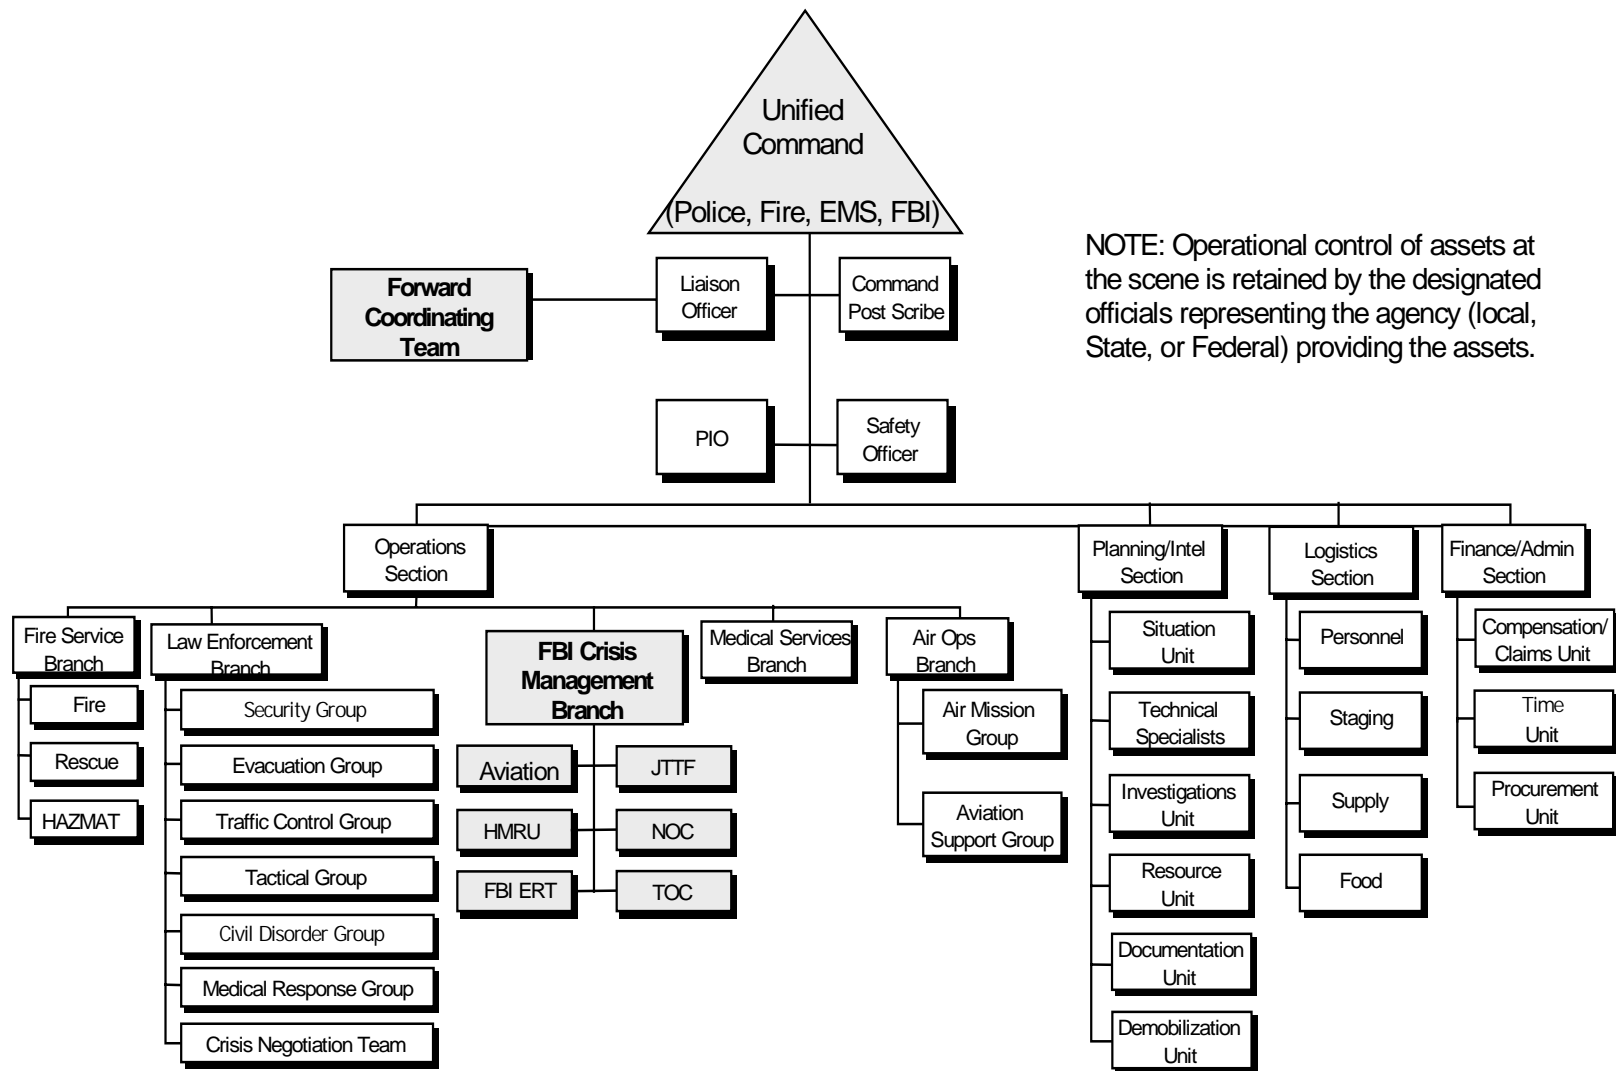 Unified
Command
(Police, Fire, EMS, FBI)
NOTE: Operational control of assets at
the scene is retained by the designated
officials representing the agency (local,
State, or Federal) providing the assets.
Forward
Coordinating
Team
Liaison
Officer
Command
Post Scribe
PIO
Safety
Officer
Operations
Section
Planning/Intel
Section
Logistics
Section
Finance/Admin
Section
Fire Service
Branch
Fire
Rescue
HAZMAT
Law Enforcement
Branch
Security Group
Evacuation Group
Traffic Control Group
Tactical Group
Civil Disorder Group
Medical Response Group
Crisis Negotiation Team
FBI Crisis
Management
Branch
Aviation
JTTF
HMRU
NOC
FBI ERT
TOC
Medical Services
Branch
Air Ops
Branch
Air Mission
Group
Aviation
Support Group
Situation
Unit
Technical
Specialists
Investigations
Unit
Resource
Unit
Documentation
Unit
Demobilization
Unit
Personnel
Staging
Supply
Food
Compensation/
Claims Unit
Time
Unit
Procurement
Unit